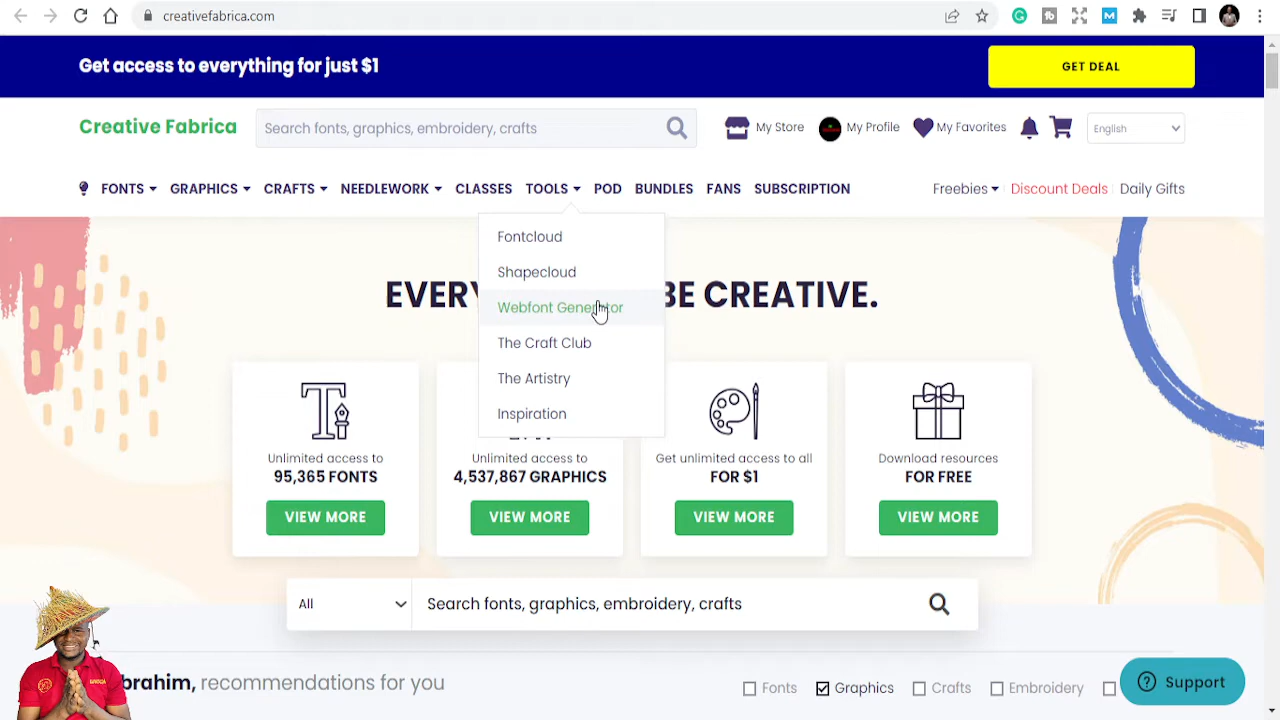 creativefabrica.com
Get access to everything for just $1
GET DEAL
Creative Fabrica
Search fonts, graphics, embroidery, crafts
My Store
My Profile
My Favorites
English
FONTS
GRAPHICS
CRAFTS
NEEDLEWORK
CLASSES
TOOLS
POD
BUNDLES
FANS
SUBSCRIPTION
Freebies
Discount Deals
Daily Gifts
Fontcloud
Shapecloud
Webfont Generator
The Craft Club
The Artistry
Inspiration
BE CREATIVE.
Unlimited access to
95,365 FONTS
VIEW MORE
Unlimited access to
4,537,867 GRAPHICS
VIEW MORE
Get unlimited access to all
FOR $1
VIEW MORE
Download resources
FOR FREE
VIEW MORE
All
Search fonts, graphics, embroidery, crafts
brahim, recommendations for you
Fonts
Graphics
Crafts
Embroidery
Support